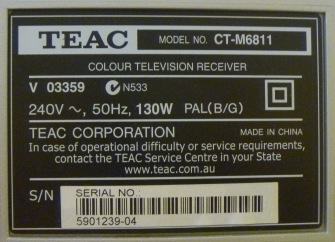 TEAC MODEL NO. CT-M6811
COLOUR TELEVISION RECEIVER
V 03359 N533
240V ~, 50Hz, 130W PAL(B/G)
TEAC CORPORATION MADE IN CHINA
In case of operational difficulty or service requirements,
contact the TEAC Service Centre in your State
www.teac.com.au
S/N SERIAL NO.:
5901239-04